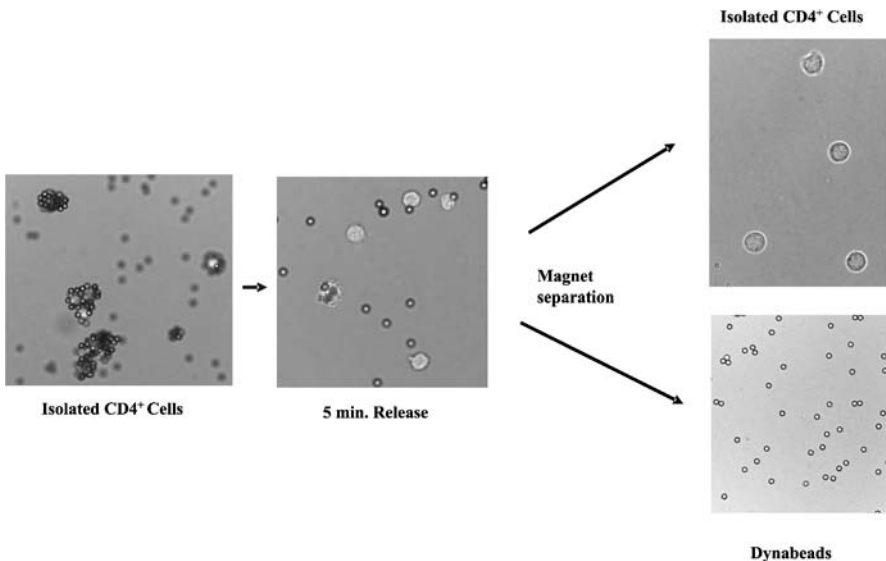 Isolated CD4⁺ Cells
Isolated CD4⁺ Cells
5 min. Release
Magnet
separation
Dynabeads